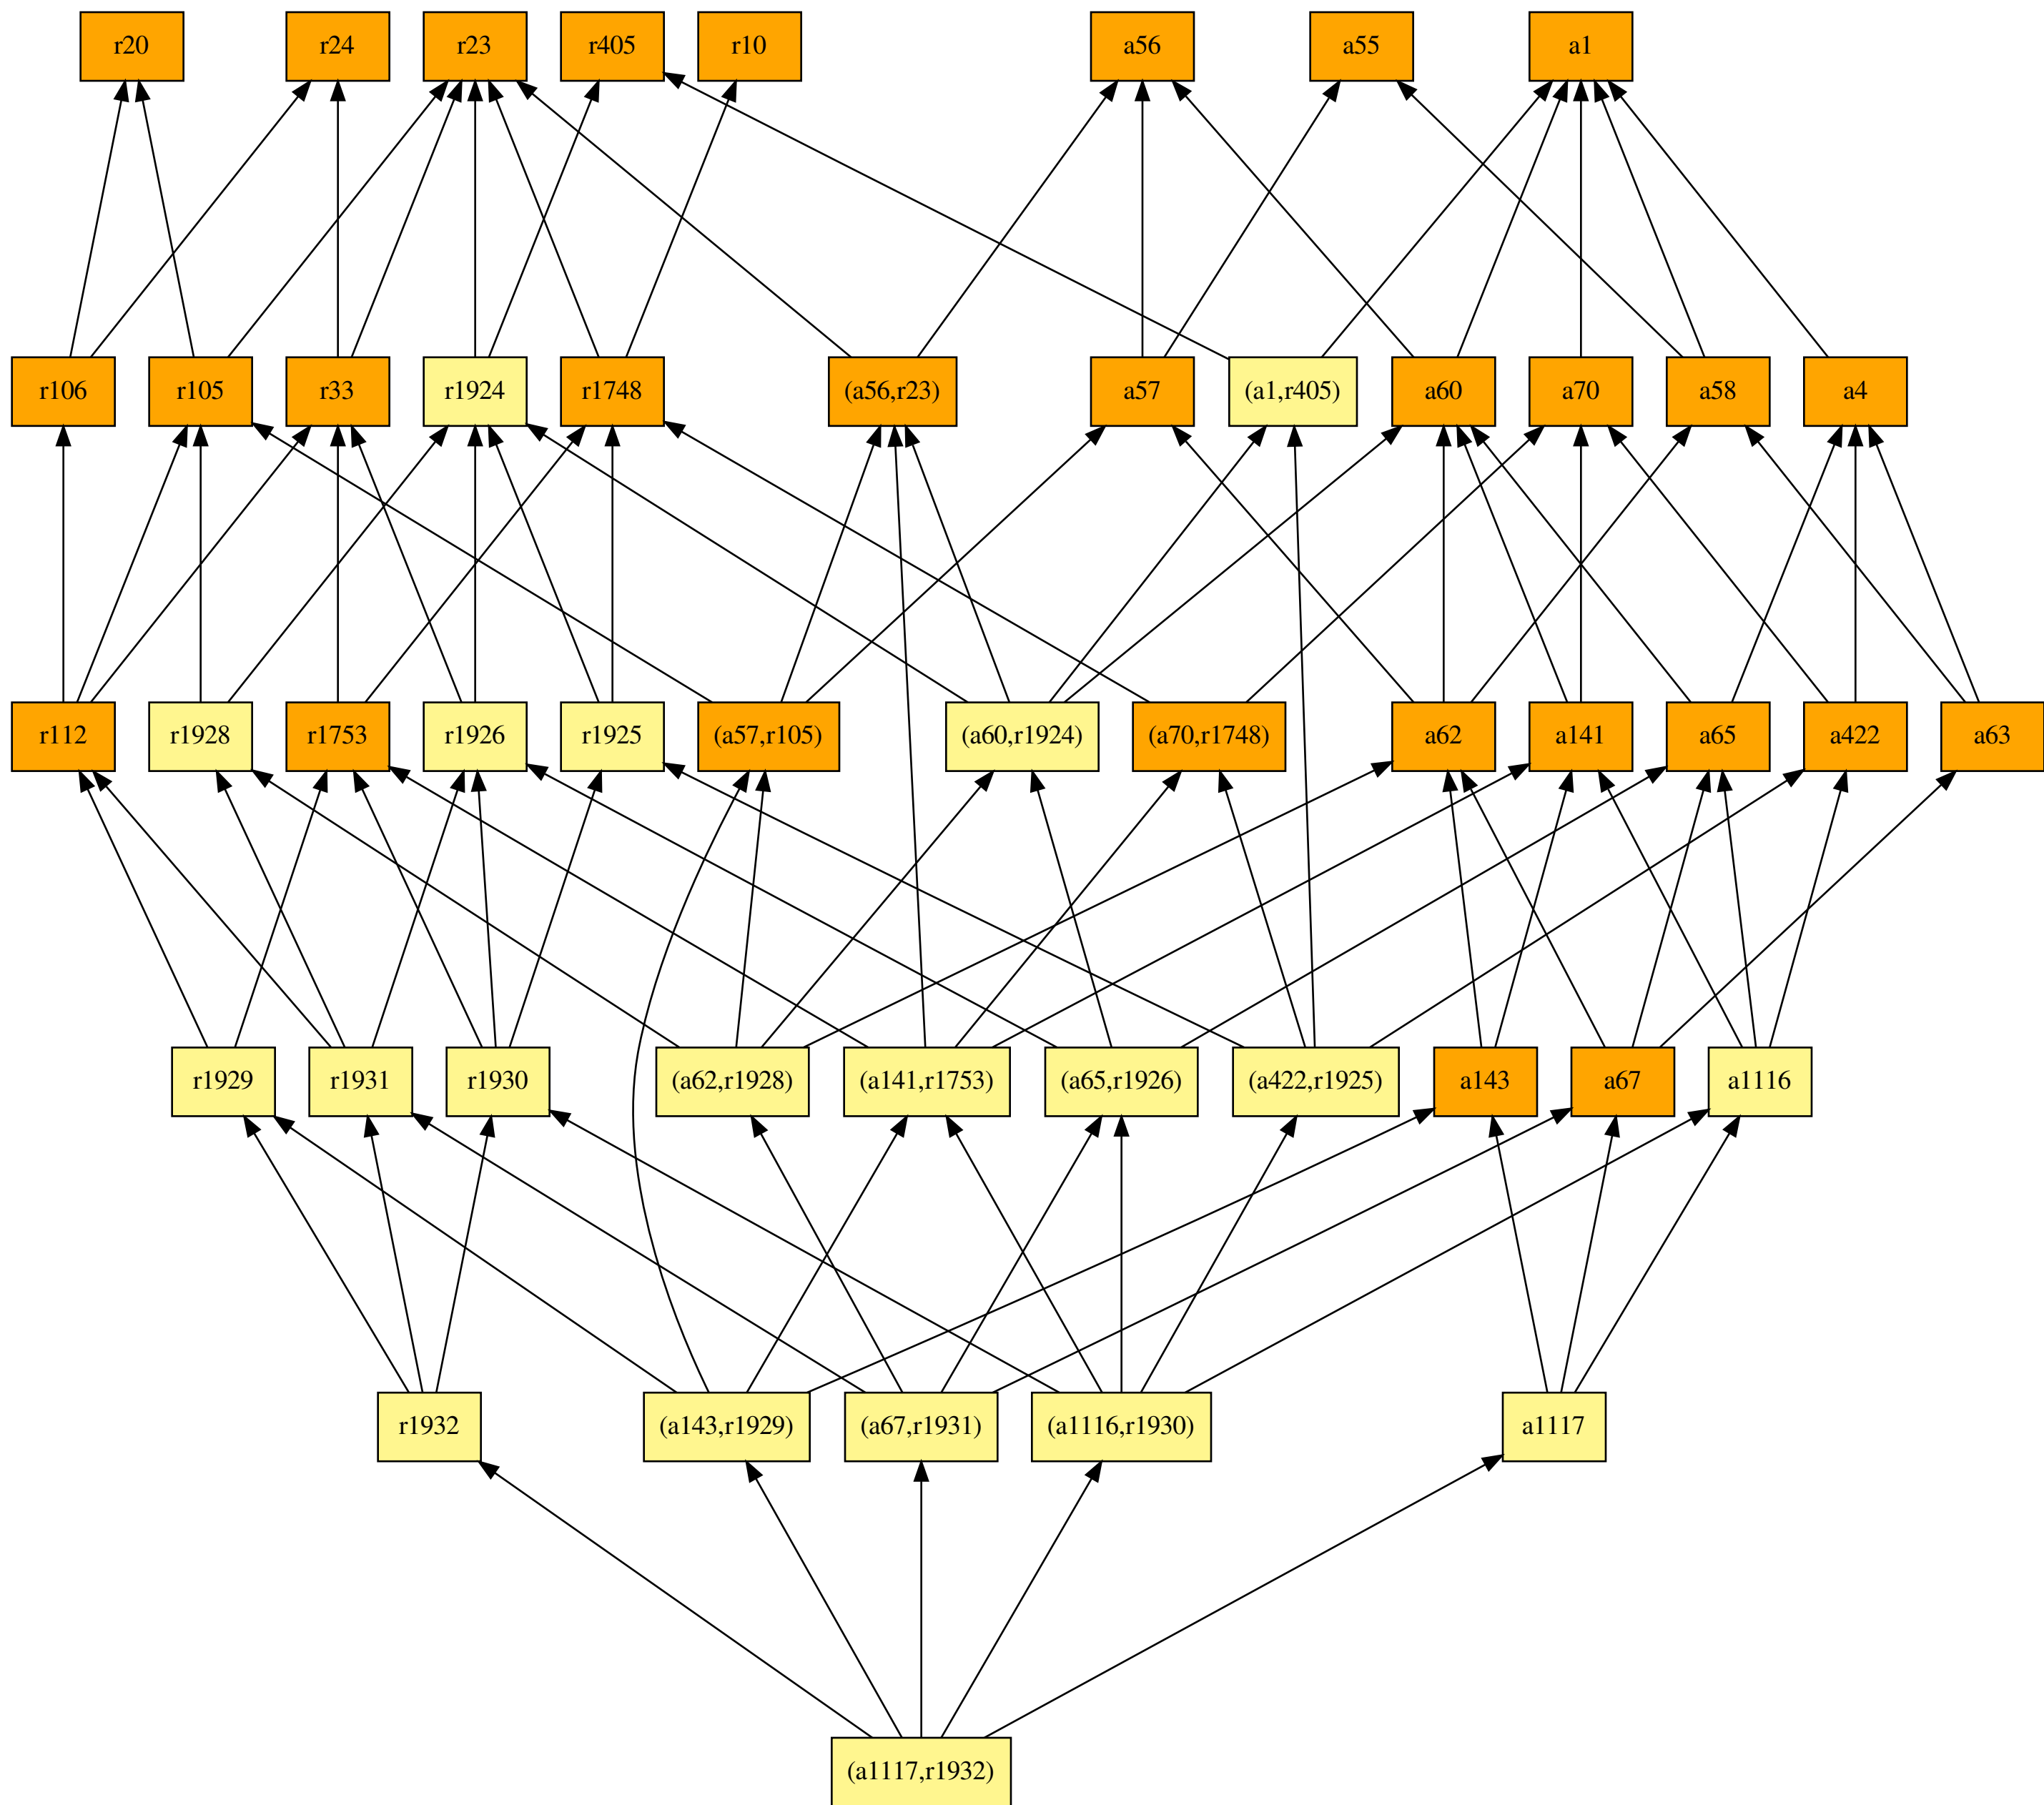 r20
r24
r23
r405
r10
a56
a55
a1
r106
r105
r33
r1924
r1748
(a56,r23)
a57
(a1,r405)
a60
a70
a58
a4
r112
r1928
r1753
r1926
r1925
(a57,r105)
(a60,r1924)
(a70,r1748)
a62
a141
a65
a422
a63
r1929
r1931
r1930
(a62,r1928)
(a141,r1753)
(a65,r1926)
(a422,r1925)
a143
a67
a1116
r1932
(a143,r1929)
(a67,r1931)
(a1116,r1930)
a1117
(a1117,r1932)